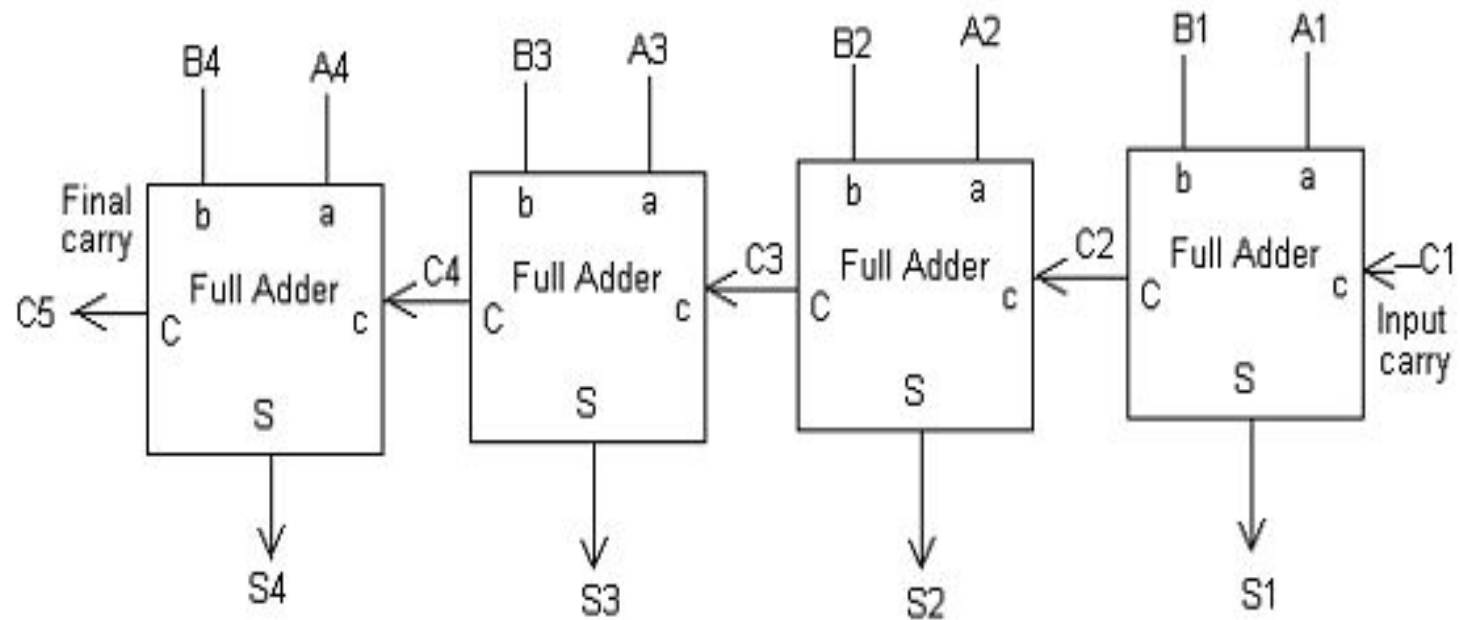 B4 A4 B3 A3 B2 A2 B1 A1
b a b a b a b a
Final
carry
Full Adder Full Adder Full Adder Full Adder
C5 C4 C3 C2 C1
C c C c C c C c
Input
carry
S S S S
S4 S3 S2 S1